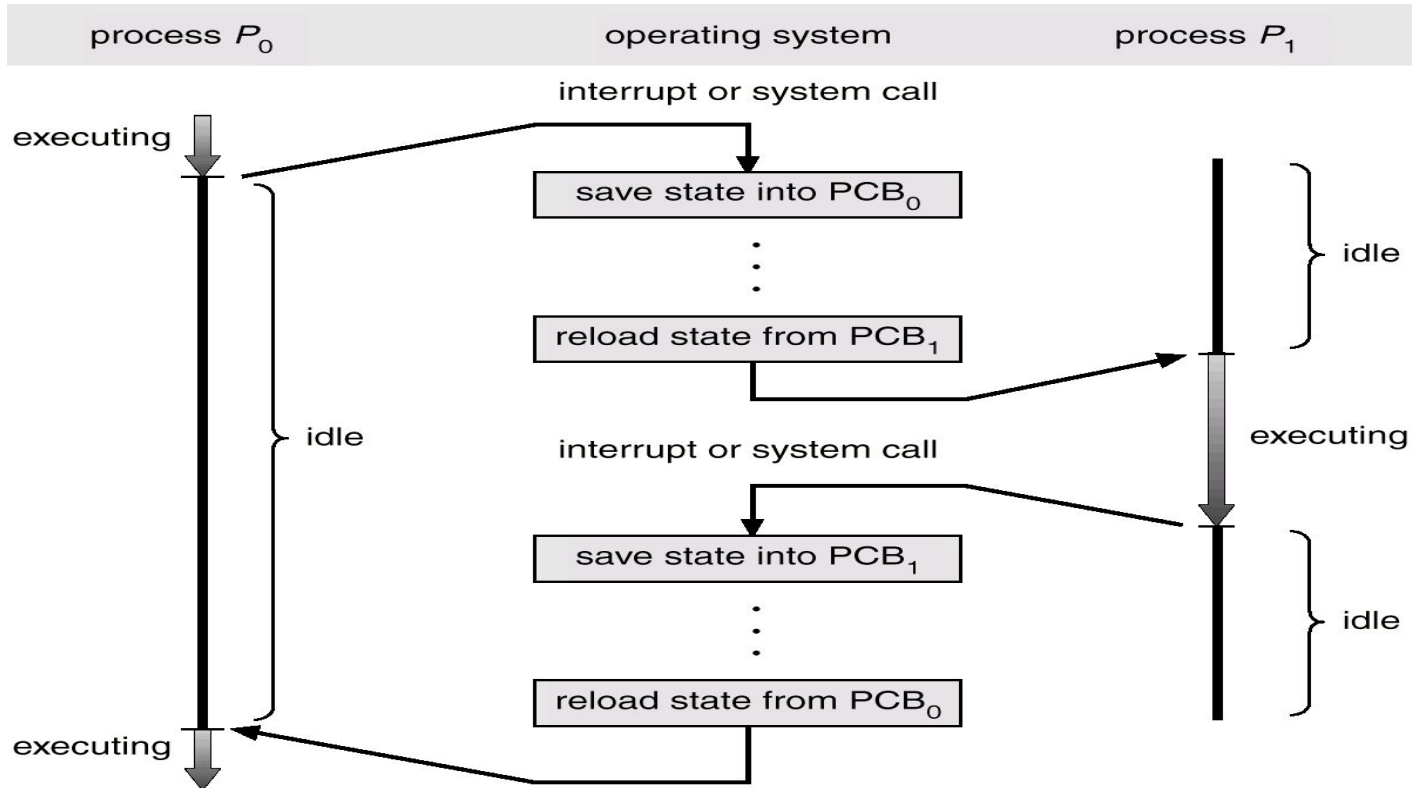 process P0
operating system
process P1
interrupt or system call
executing
save state into PCB0
idle
reload state from PCB1
idle
interrupt or system call
executing
save state into PCB1
idle
reload state from PCB0
executing